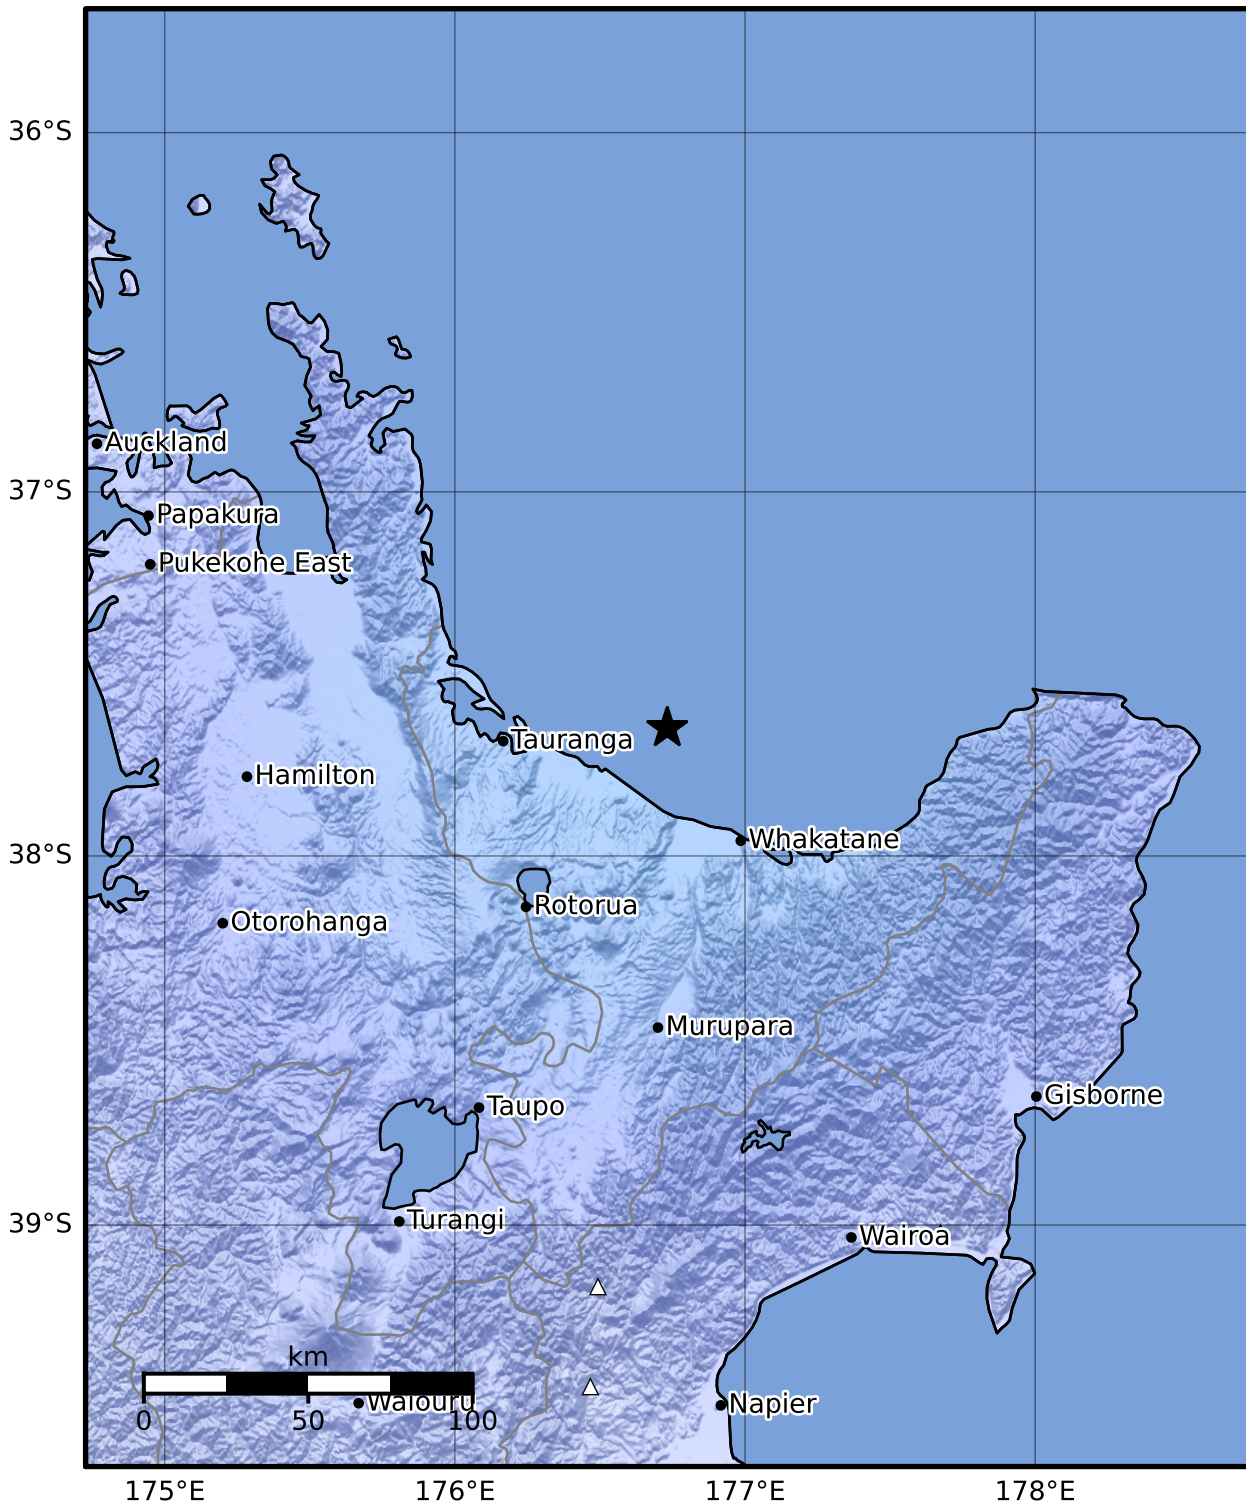 36°S
Auckland
37°S
Papakura
Pukekohe East
Tauranga
Hamilton
Whakatane
38°S
Rotorua
Otorohanga
Murupara
Gisborne
Taupo
Turangi
39°S
Wairoa
km
Waiouru
Napier
0 50 100
175°E 176°E 177°E 178°E